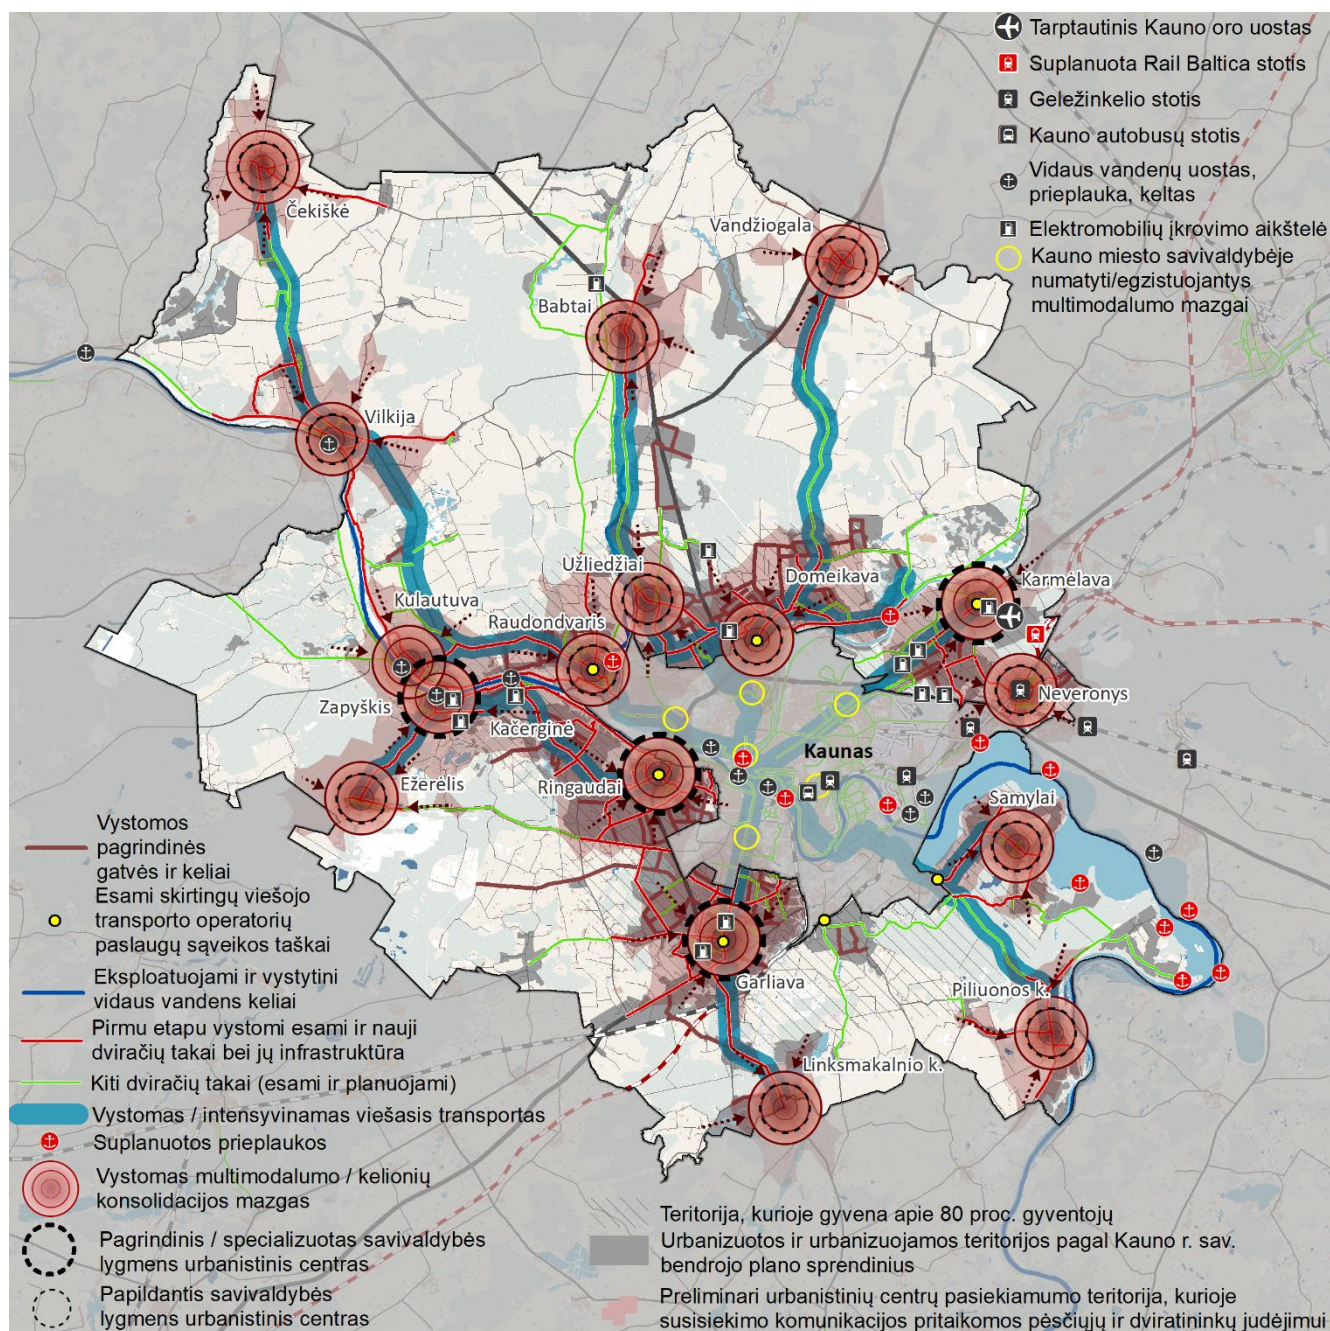 Tarptautinis Kauno oro uostas
Suplanuota Rail Baltica stotis
Geležinkelio stotis
Kauno autobusų stotis
Vidaus vandenų uostas,
prieplauka, keltas
Elektromobilių įkrovimo aikštelė
Kauno miesto savivaldybėje
numatyti/egzistuojantys
multimodalumo mazgai
Čekiškė
Vandžiogala
Babtai
Vilkija
Užliedžiai
Domeikava
Karmėlava
Kulautuva
Raudondvaris
Neveronys
Zapyškis
Kačerginė
Kaunas
Ežerėlis
Ringaudai
Samylai
Garliava
Piliuonos k.
Linksmakalnio k.
Vystomos
pagrindinės
gatvės ir keliai
Esami skirtingų viešojo
transporto operatorių
paslaugų sąveikos taškai
Eksploatuojami ir vystytini
vidaus vandens keliai
Pirmu etapu vystomi esami ir nauji
dviračių takai bei jų infrastruktūra
Kiti dviračių takai (esami ir planuojami)
Vystomas / intensyvinamas viešasis transportas
Suplanuotos prieplaukos
Vystomas multimodalumo / kelionių
konsolidacijos mazgas
Pagrindinis / specializuotas savivaldybės
lygmens urbanistinis centras
Papildantis savivaldybės
lygmens urbanistinis centras
Teritorija, kurioje gyvena apie 80 proc. gyventojų
Urbanizuotos ir urbanizuojamos teritorijos pagal Kauno r. sav.
bendrojo plano sprendinius
Preliminari urbanistinių centrų pasiekiamumo teritorija, kurioje
susisiekimo komunikacijos pritaikomos pėsčiųjų ir dviratininkų judėjimui